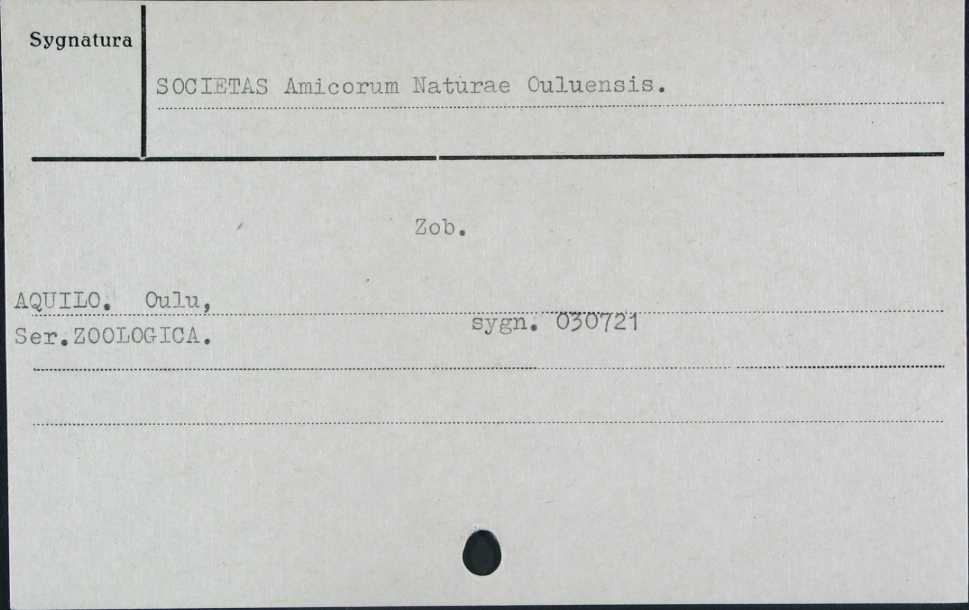 Sygnatura
SOCIETAS Amicorum Naturae Ouluensis.
Zob.
AQUILO. Oulu,
sygn. 030721
Ser.ZOOLOGICA.